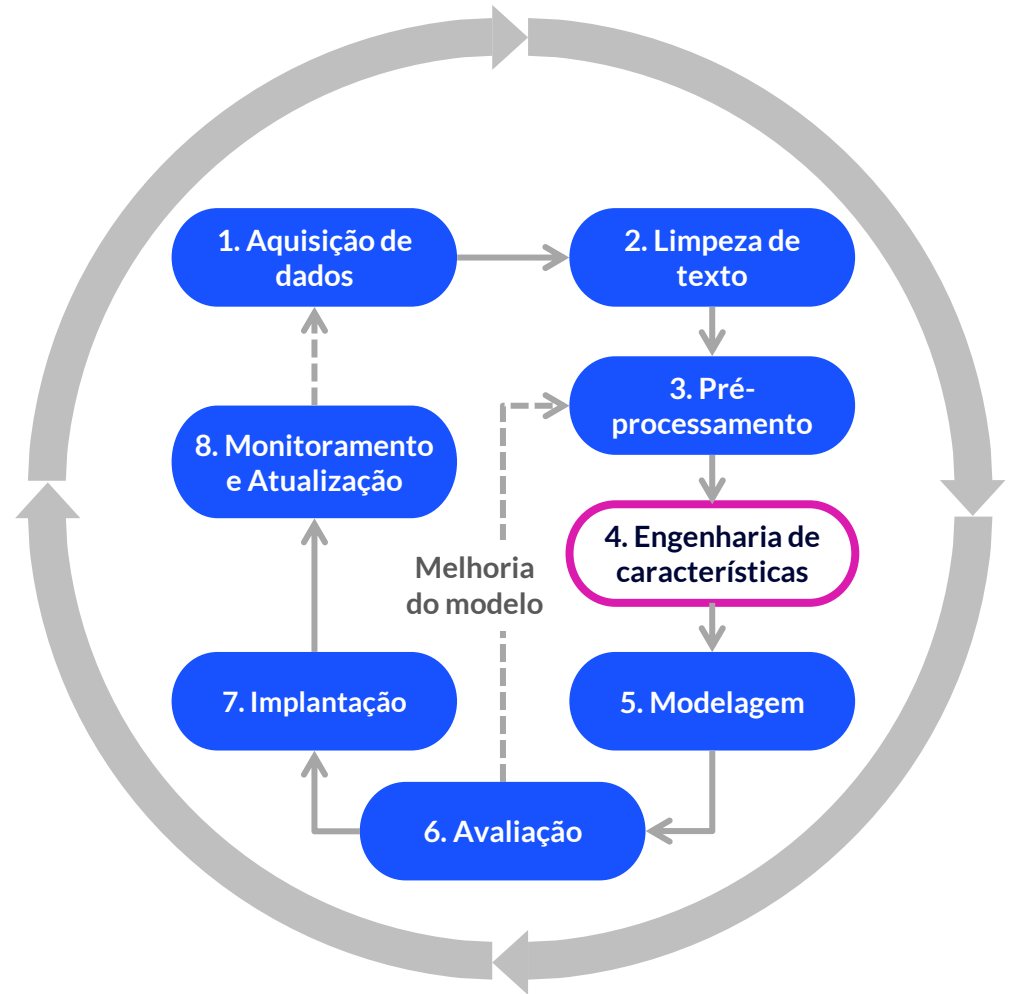 1. Aquisição de
dados
2. Limpeza de
texto
3. Pré-
processamento
4. Engenharia de
características
5. Modelagem
6. Avaliação
7. Implantação
8. Monitoramento
e Atualização
Melhoria
do modelo